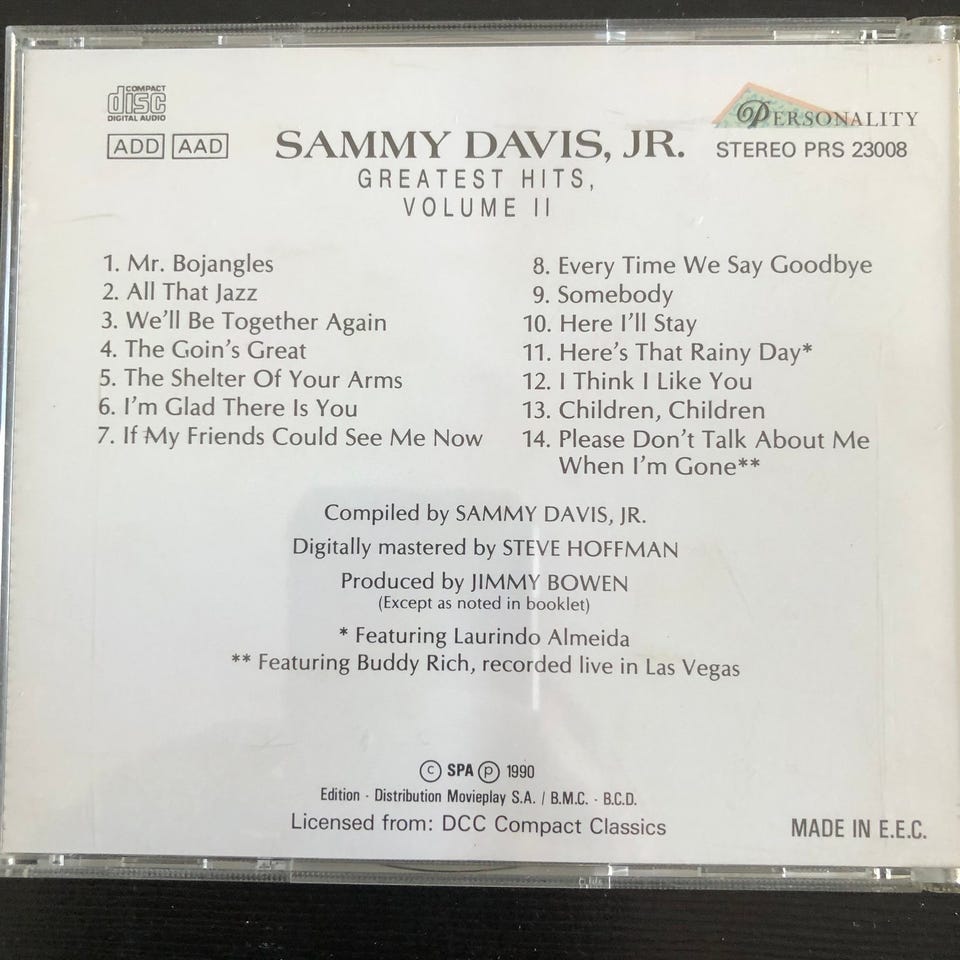 COMPACT
disc
DIGITAL AUDIO
ADD AAD
PERSONALITY
SAMMY DAVIS, JR.
STEREO PRS 23008
GREATEST HITS,
VOLUME II
1. Mr. Bojangles
2. All That Jazz
3. We'll Be Together Again
4. The Goin's Great
5. The Shelter Of Your Arms
6. I'm Glad There Is You
7. If My Friends Could See Me Now
8. Every Time We Say Goodbye
9. Somebody
10. Here I'll Stay
11. Here's That Rainy Day*
12. I Think I Like You
13. Children, Children
14. Please Don't Talk About Me
When I'm Gone**
Compiled by SAMMY DAVIS, JR.
Digitally mastered by STEVE HOFFMAN
Produced by JIMMY BOWEN
(Except as noted in booklet)
* Featuring Laurindo Almeida
** Featuring Buddy Rich, recorded live in Las Vegas
© SPA ℗ 1990
Edition · Distribution Movieplay S.A. / B.M.C. · B.C.D.
Licensed from: DCC Compact Classics
MADE IN E.E.C.